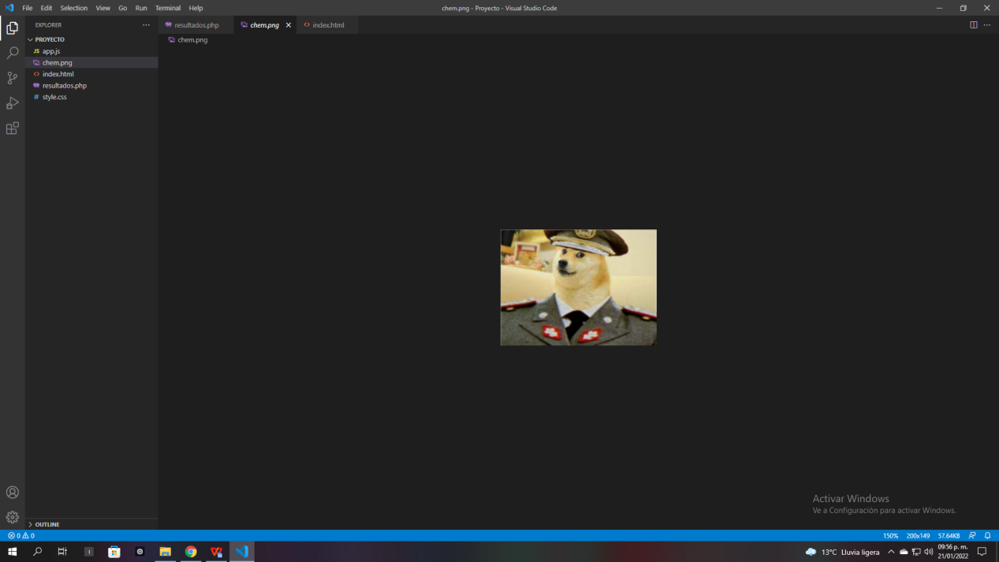 File Edit Selection View Go Run Terminal Help
chem.png - Proyecto - Visual Studio Code
EXPLORER
resultados.php
chem.png
index.html
PROYECTO
chem.png
JS app.js
chem.png
index.html
resultados.php
# style.css
Activar Windows
Ve a Configuración para activar Windows.
OUTLINE
0 0
150% 200x149 57.64KB
13°C Lluvia ligera
09:56 p. m.
21/01/2022